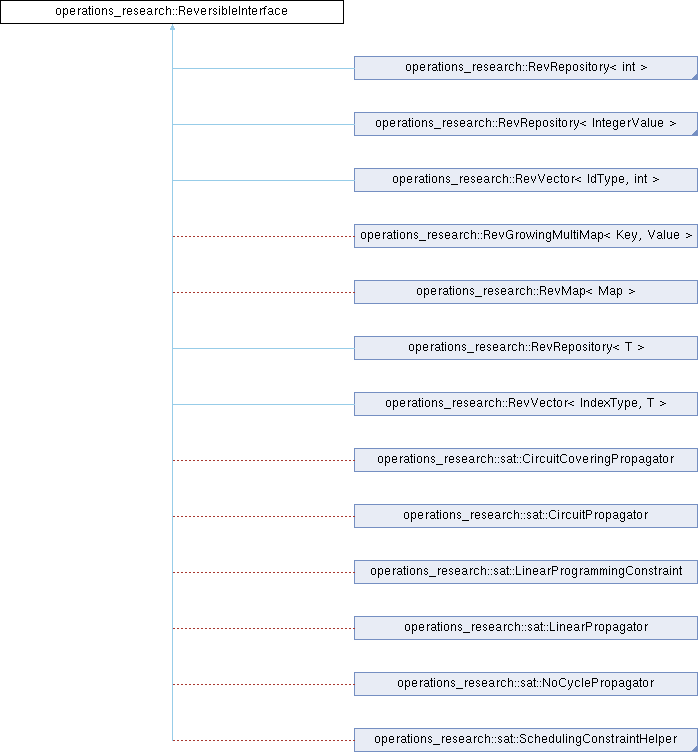 operations_research::ReversibleInterface
operations_research::RevRepository< int >
operations_research::RevRepository< IntegerValue >
operations_research::RevVector< IdType, int >
operations_research::RevGrowingMultiMap< Key, Value >
operations_research::RevMap< Map >
operations_research::RevRepository< T >
operations_research::RevVector< IndexType, T >
operations_research::sat::CircuitCoveringPropagator
operations_research::sat::CircuitPropagator
operations_research::sat::LinearProgrammingConstraint
operations_research::sat::LinearPropagator
operations_research::sat::NoCyclePropagator
operations_research::sat::SchedulingConstraintHelper